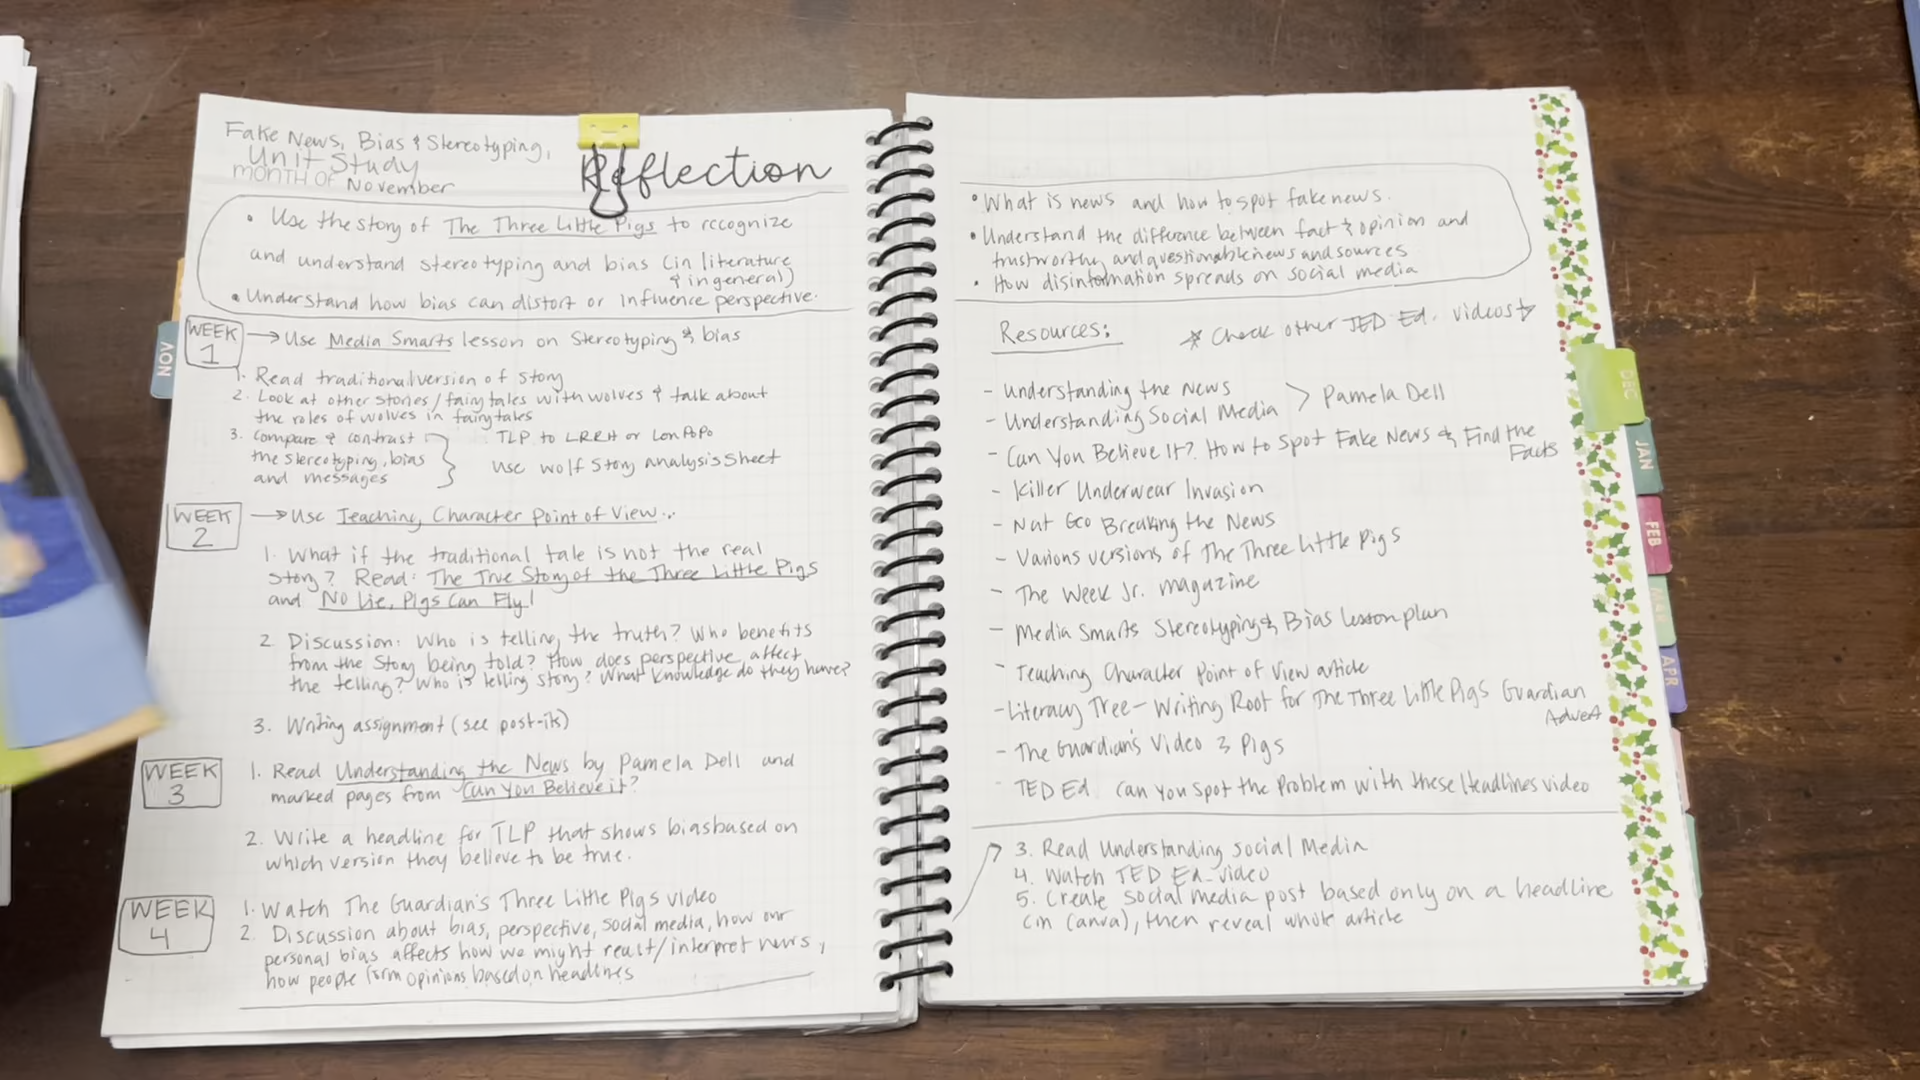 Fake News, Bias & Stereotyping,
Unit Study
MONTH OF November
Reflection
• Use the story of The Three Little Pigs to recognize
and understand stereotyping and bias (in literature
& in general)
• Understand how bias can distort or influence perspective.
WEEK 1 → Use Media Smarts lesson on Stereotyping & bias
1. Read traditional version of story
2. Look at other stories/fairytales with wolves & talk about
the roles of wolves in fairytales
3. Compare & contrast
the stereotyping, bias
and messages
TLP to LRRH or Lon PoPo
Use Wolf Story Analysis Sheet
WEEK 2 → Use Teaching Character Point of View..
1. What if the traditional tale is not the real
story? Read: The True Story of the Three Little Pigs
and No Lie, Pigs Can Fly!
2. Discussion: Who is telling the truth? Who benefits
from the story being told? How does perspective affect
the telling? Who is telling story? What knowledge do they have?
3. Writing assignment (see post-its)
WEEK 3
1. Read Understanding the News by Pamela Dell and
marked pages from Can You Believe it?
2. Write a headline for TLP that shows bias based on
which version they believe to be true.
WEEK 4
1. Watch The Guardian's Three Little Pigs video
2. Discussion about bias, perspective, social media, how our
personal bias affects how we might react/interpret news,
how people form opinions based on headlines
NOV
• What is news and how to spot fake news.
• Understand the difference between fact & opinion and
trustworthy and questionable news and sources
• How disinformation spreads on social media
Resources:
☆ Check other TED Ed. videos ☆
- Understanding the News
- Understanding Social Media > Pamela Dell
- Can You Believe It? How to Spot Fake News & Find the
Facts
- Killer Underwear Invasion
- Nat Geo Breaking the News
- Various versions of The Three Little Pigs
- The Week Jr. magazine
- Media Smarts Stereotyping & Bias lesson plan
- Teaching Character Point of View article
- Literacy Tree - Writing Root for The Three Little Pigs Guardian
Advert
- The Guardian's Video 3 Pigs
- TED Ed Can You Spot the Problem with these Headlines video
3. Read Understanding Social Media
4. Watch TED Ed video
5. Create social media post based only on a headline
(in Canva), then reveal whole article
DEC
JAN
FEB
MAR
APR